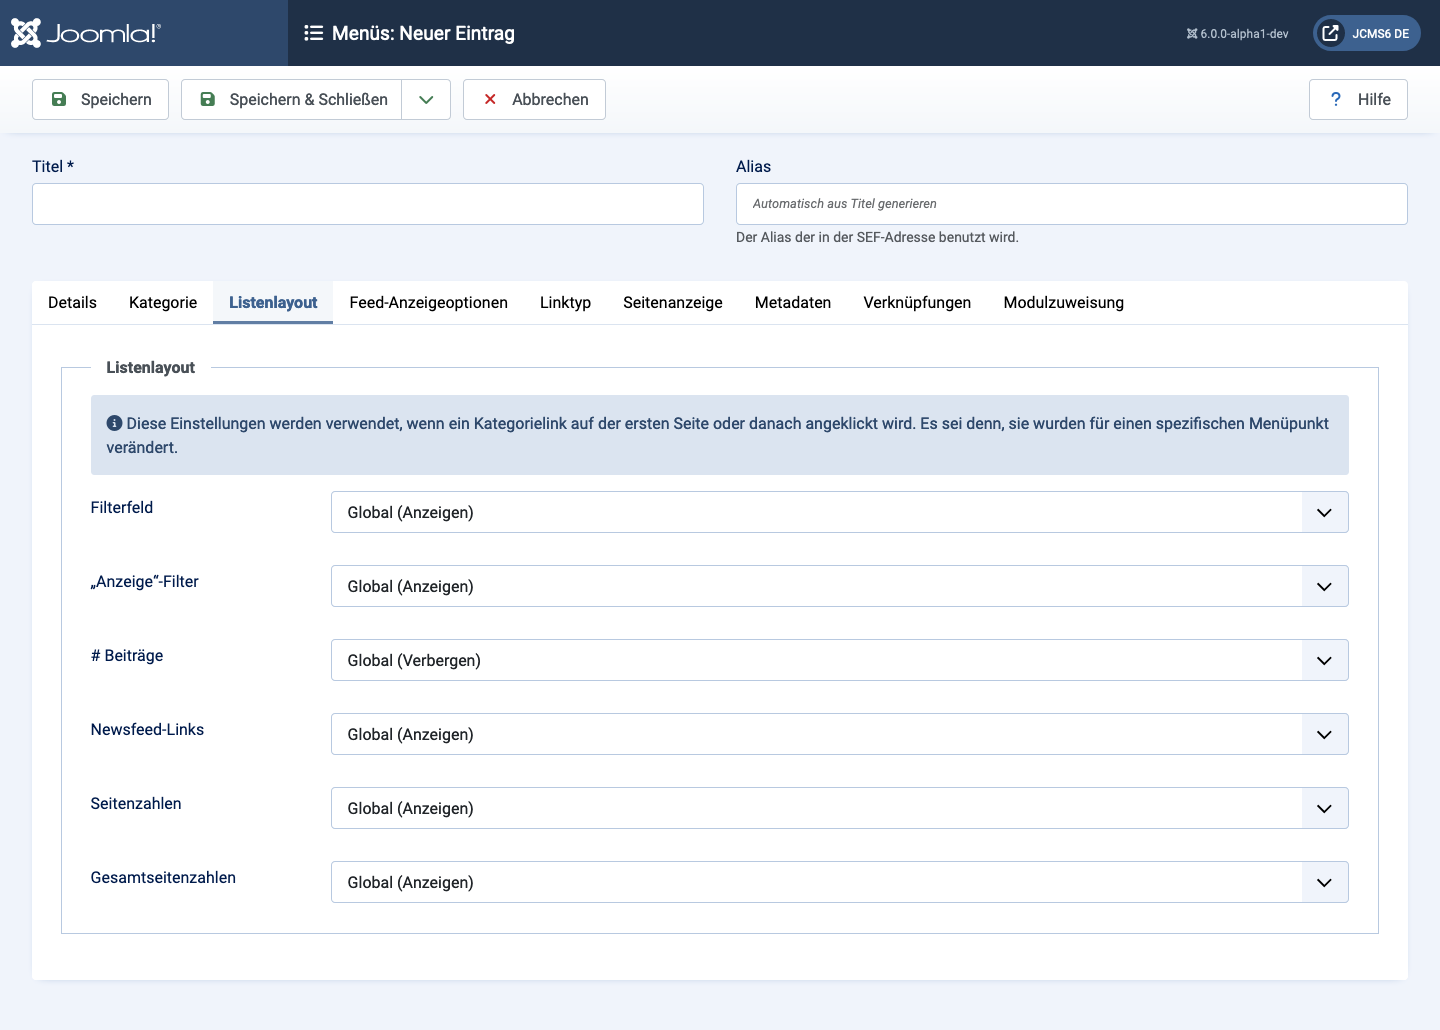 Joomla!®
Menüs: Neuer Eintrag
6.0.0-alpha1-dev
JCMS6 DE
Speichern
Speichern & Schließen
Abbrechen
? Hilfe
Titel *
Alias
Automatisch aus Titel generieren
Der Alias der in der SEF-Adresse benutzt wird.
Details Kategorie Listenlayout Feed-Anzeigeoptionen Linktyp Seitenanzeige Metadaten Verknüpfungen Modulzuweisung
Listenlayout
Diese Einstellungen werden verwendet, wenn ein Kategorielink auf der ersten Seite oder danach angeklickt wird. Es sei denn, sie wurden für einen spezifischen Menüpunkt
verändert.
Filterfeld
Global (Anzeigen)
„Anzeige“-Filter
Global (Anzeigen)
# Beiträge
Global (Verbergen)
Newsfeed-Links
Global (Anzeigen)
Seitenzahlen
Global (Anzeigen)
Gesamtseitenzahlen
Global (Anzeigen)